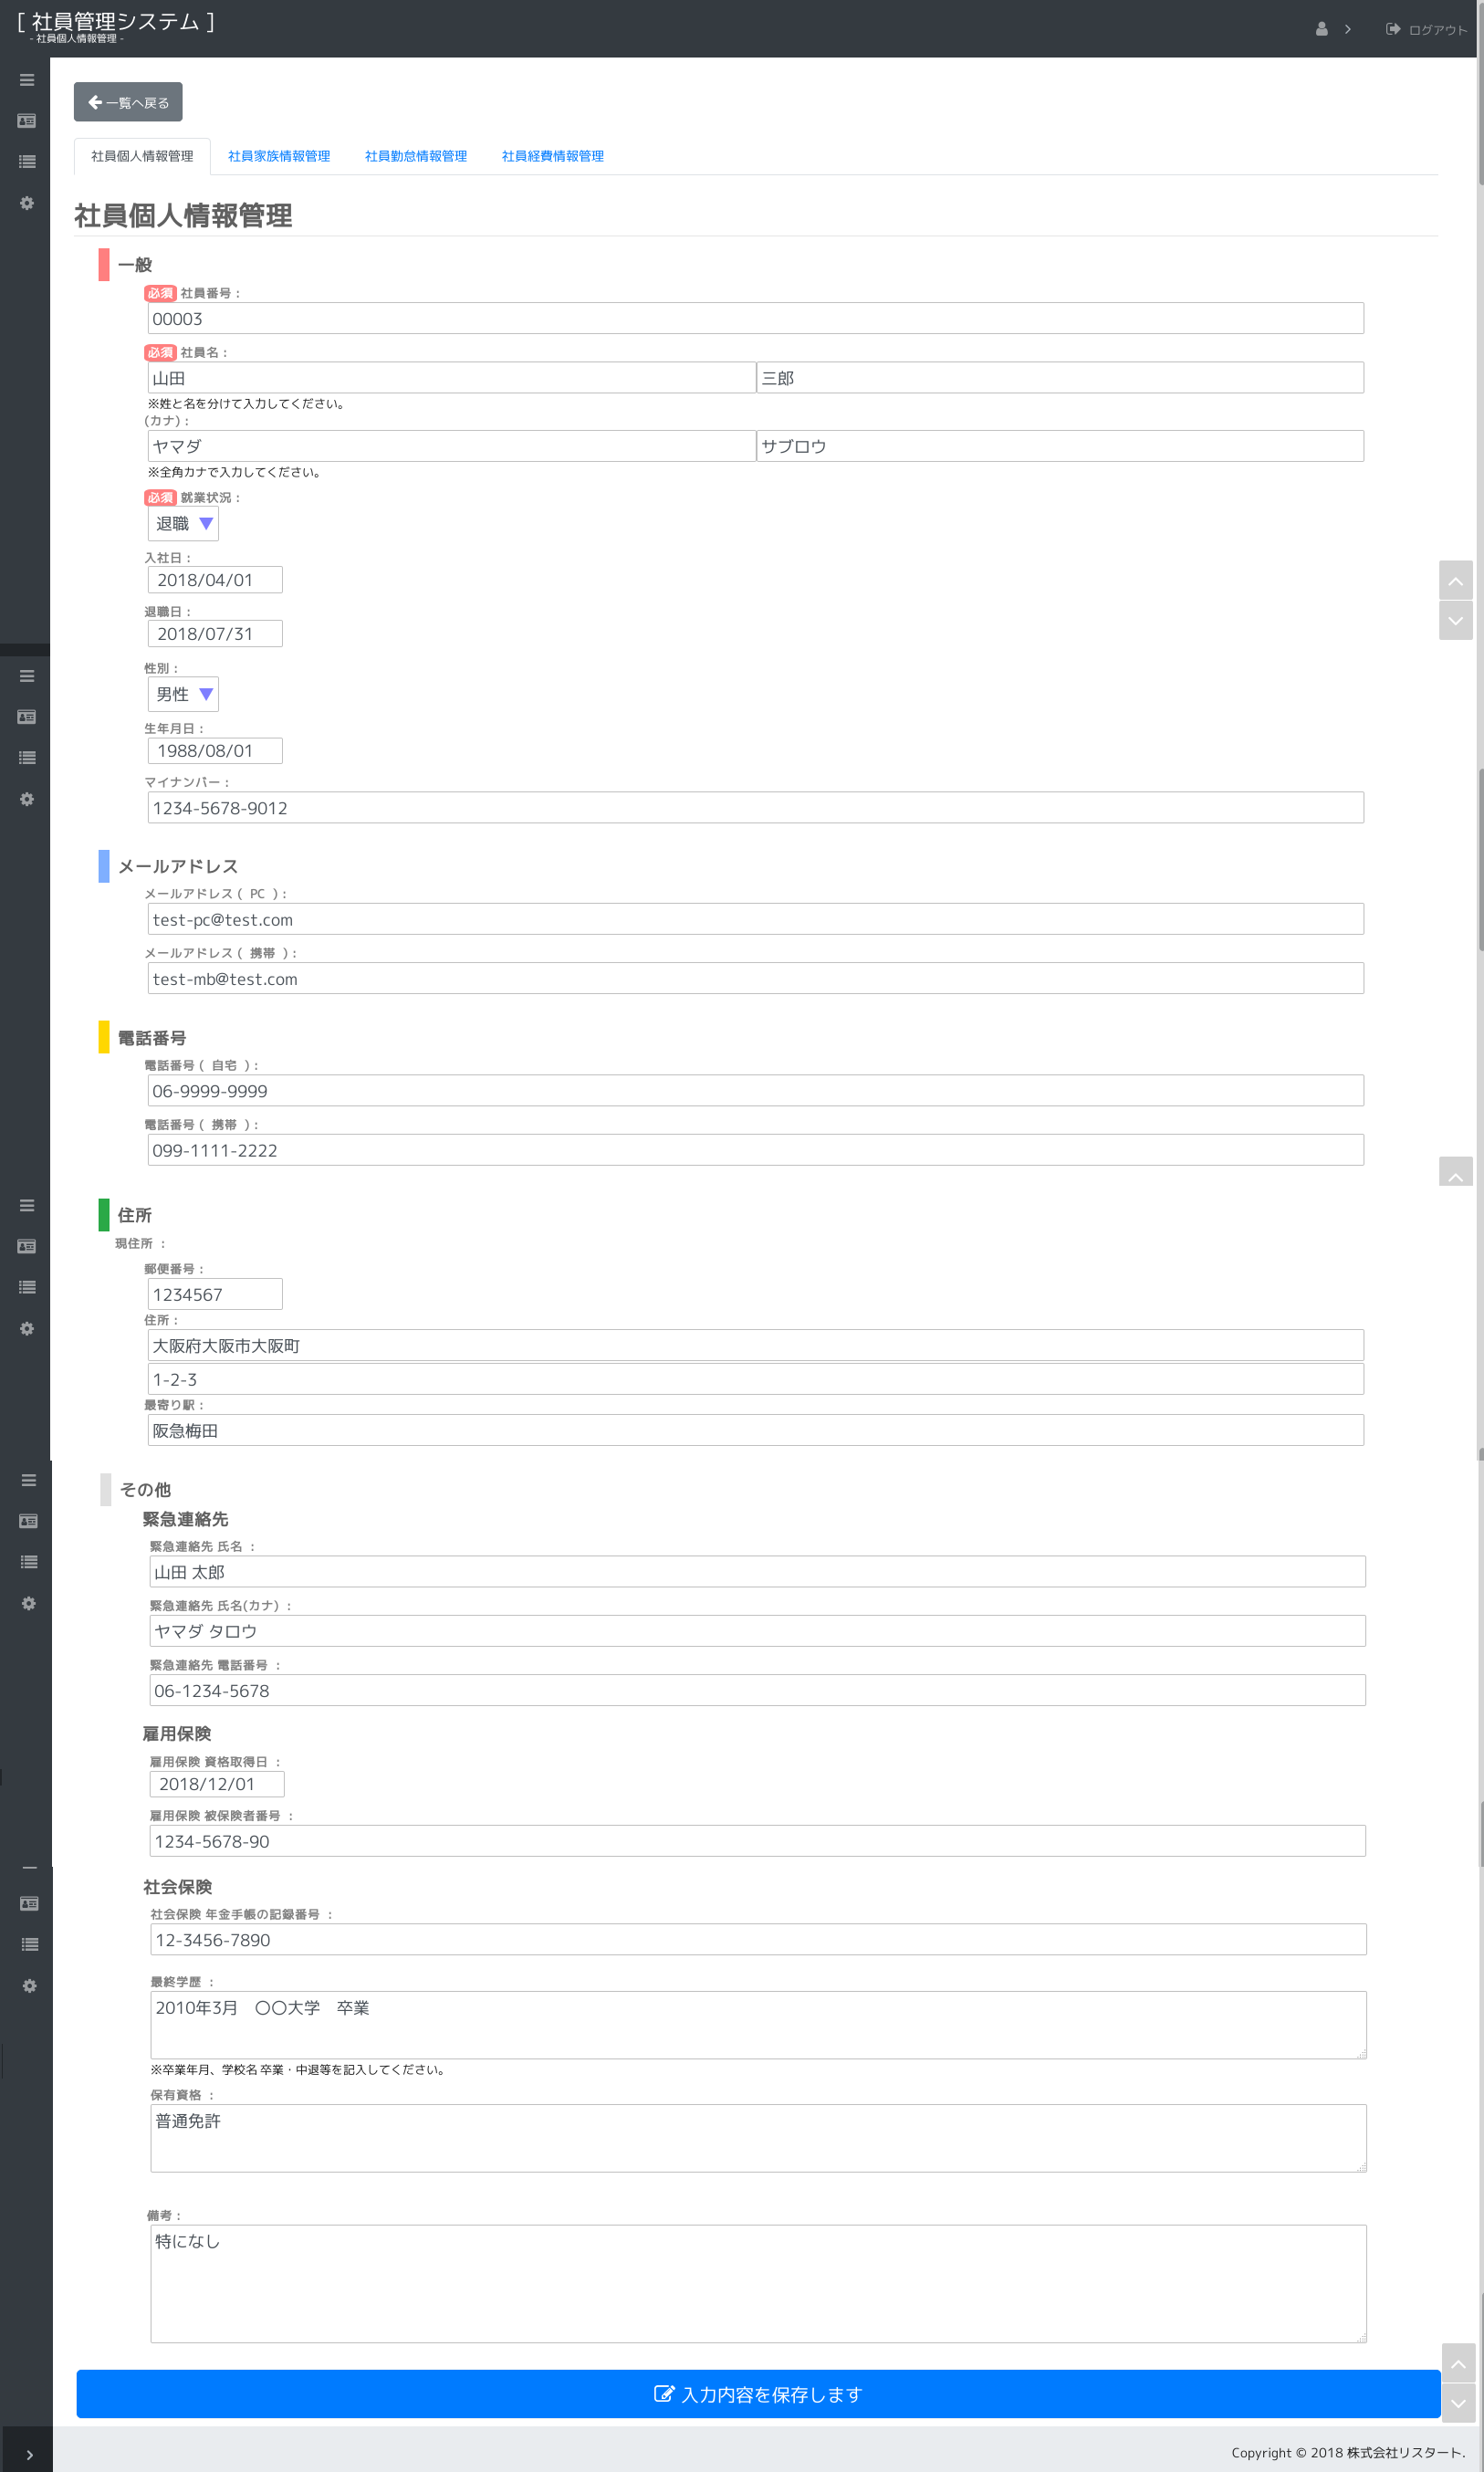 [ 社員管理システム ]
- 社員個人情報管理 -
ログアウト
一覧へ戻る
社員個人情報管理 社員家族情報管理 社員勤怠情報管理 社員経費情報管理
社員個人情報管理
一般
必須 社員番号 :
00003
必須 社員名 :
山田 三郎
※姓と名を分けて入力してください。
(カナ) :
ヤマダ サブロウ
※全角カナで入力してください。
必須 就業状況 :
退職 ▼
入社日 :
2018/04/01
退職日 :
2018/07/31
性別 :
男性 ▼
生年月日 :
1988/08/01
マイナンバー :
1234-5678-9012
メールアドレス
メールアドレス ( PC ) :
test-pc@test.com
メールアドレス ( 携帯 ) :
test-mb@test.com
電話番号
電話番号 ( 自宅 ) :
06-9999-9999
電話番号 ( 携帯 ) :
099-1111-2222
住所
現住所 :
郵便番号 :
1234567
住所 :
大阪府大阪市大阪町
1-2-3
最寄り駅 :
阪急梅田
その他
緊急連絡先
緊急連絡先 氏名 :
山田 太郎
緊急連絡先 氏名(カナ) :
ヤマダ タロウ
緊急連絡先 電話番号 :
06-1234-5678
雇用保険
雇用保険 資格取得日 :
2018/12/01
雇用保険 被保険者番号 :
1234-5678-90
社会保険
社会保険 年金手帳の記録番号 :
12-3456-7890
最終学歴 :
2010年3月　〇〇大学　卒業
※卒業年月、学校名 卒業・中退等を記入してください。
保有資格 :
普通免許
備考 :
特になし
入力内容を保存します
Copyright © 2018 株式会社リスタート.